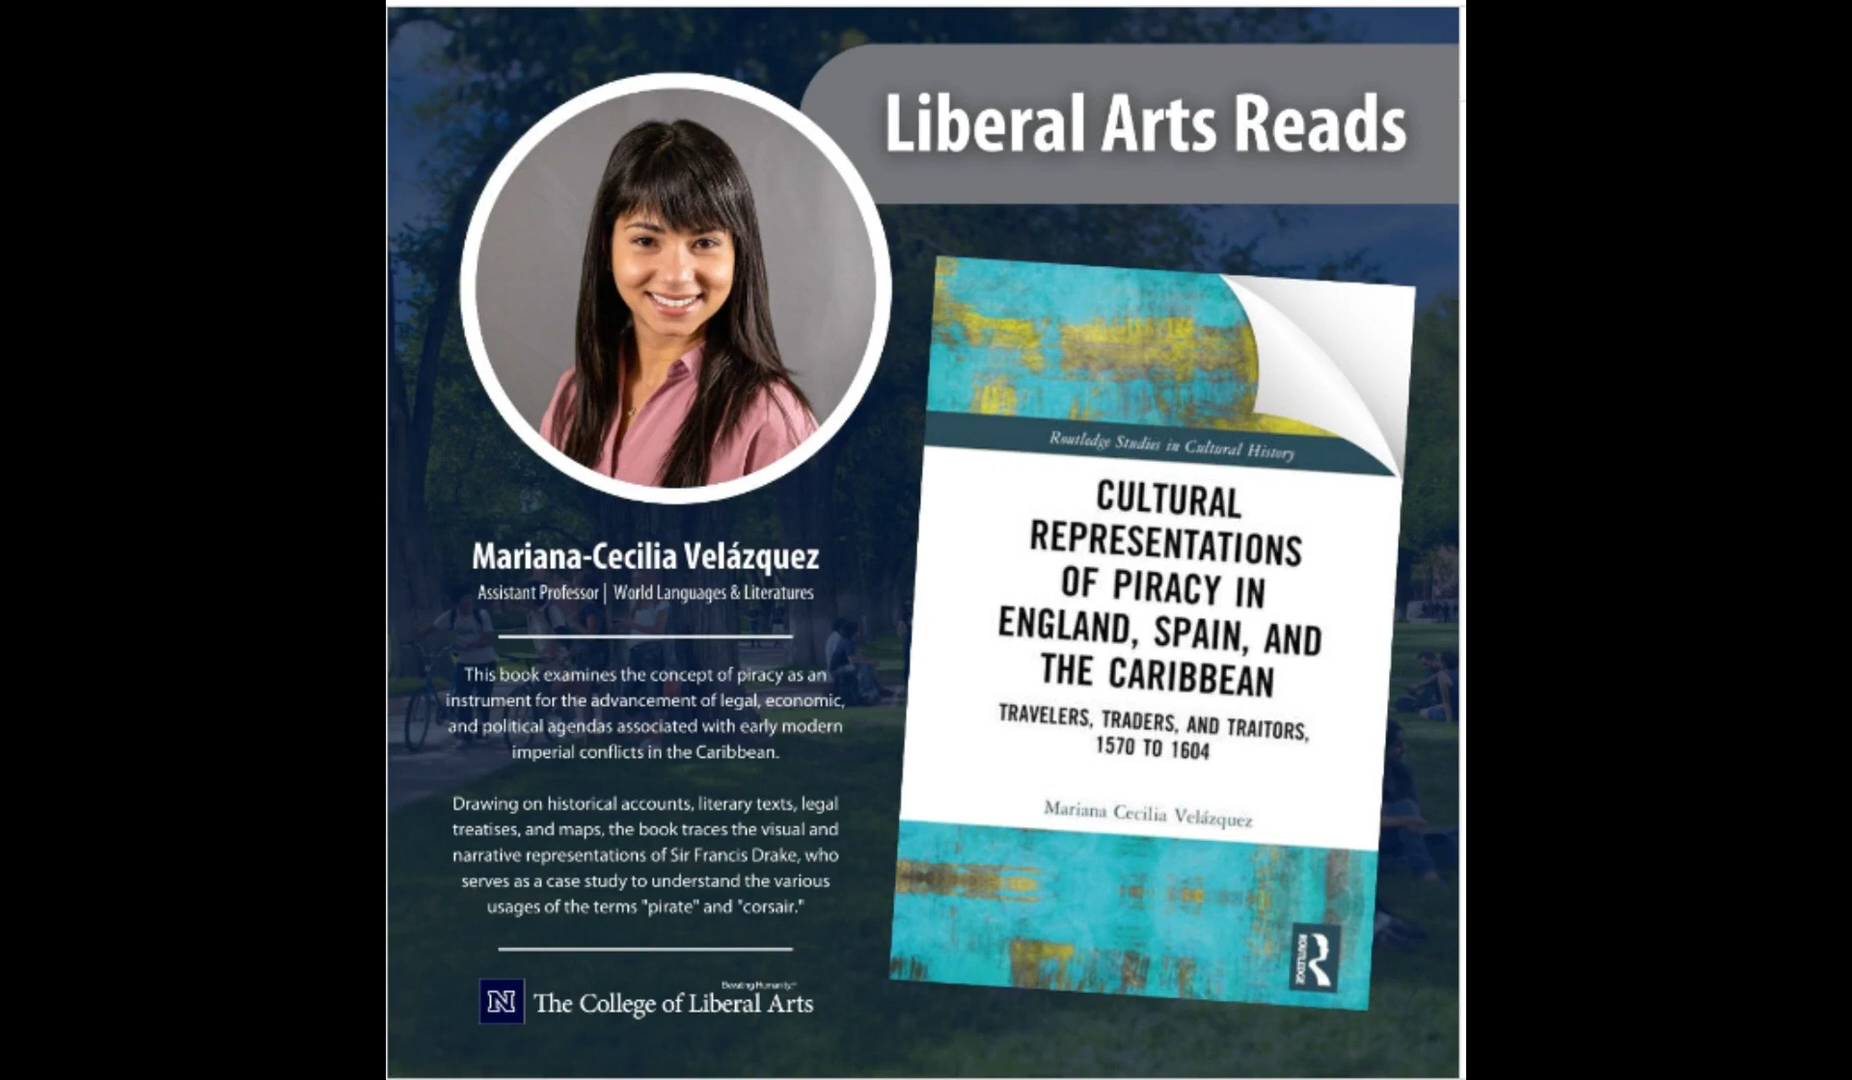 Liberal Arts Reads
Mariana-Cecilia Velázquez
Assistant Professor | World Languages & Literatures
This book examines the concept of piracy as an
instrument for the advancement of legal, economic,
and political agendas associated with early modern
imperial conflicts in the Caribbean.
Drawing on historical accounts, literary texts, legal
treatises, and maps, the book traces the visual and
narrative representations of Sir Francis Drake, who
serves as a case study to understand the various
usages of the terms "pirate" and "corsair."
N
Elevating Humanity™
The College of Liberal Arts
Routledge Studies in Cultural History
CULTURAL
REPRESENTATIONS
OF PIRACY IN
ENGLAND, SPAIN, AND
THE CARIBBEAN
TRAVELERS, TRADERS, AND TRAITORS,
1570 TO 1604
Mariana Cecilia Velázquez
ROUTLEDGE